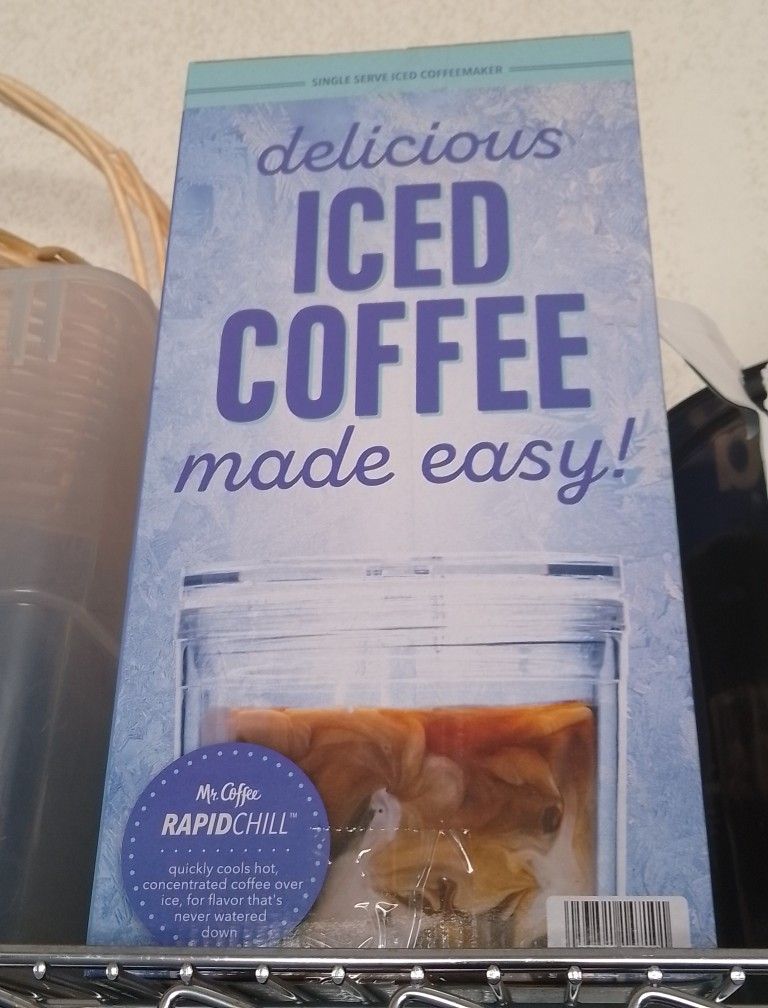 SINGLE SERVE ICED COFFEEMAKER
delicious
ICED
COFFEE
made easy!
Mr. Coffee
RAPIDCHILL™
quickly cools hot,
concentrated coffee over
ice, for flavor that's
never watered
down